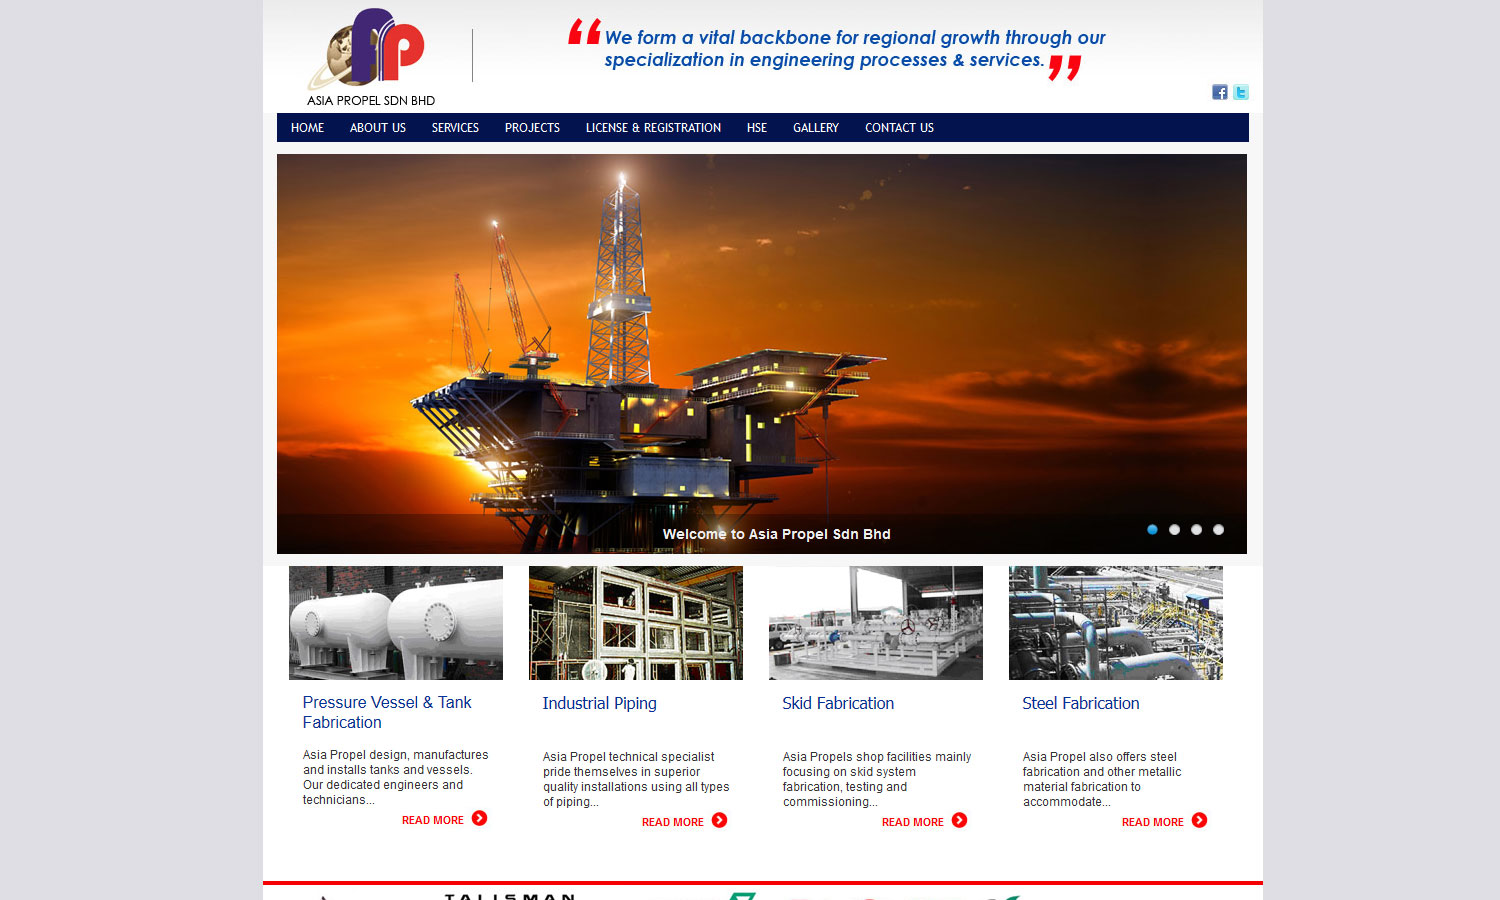 We form a vital backbone for regional growth through our
specialization in engineering processes & services.
ASIA PROPEL SDN BHD
HOME ABOUT US SERVICES PROJECTS LICENSE & REGISTRATION HSE GALLERY CONTACT US
Welcome to Asia Propel Sdn Bhd
Pressure Vessel & Tank
Fabrication
Asia Propel design, manufactures
and installs tanks and vessels.
Our dedicated engineers and
technicians...
READ MORE
Industrial Piping
Asia Propel technical specialist
pride themselves in superior
quality installations using all types
of piping...
READ MORE
Skid Fabrication
Asia Propels shop facilities mainly
focusing on skid system
fabrication, testing and
commissioning...
READ MORE
Steel Fabrication
Asia Propel also offers steel
fabrication and other metallic
material fabrication to
accommodate...
READ MORE
TALISMAN